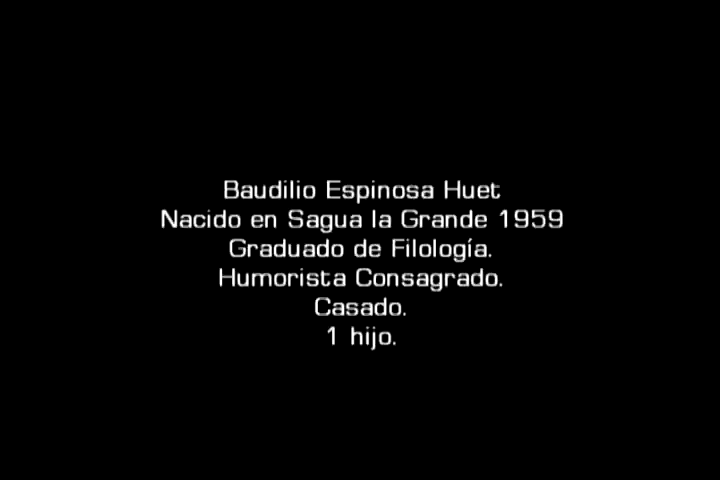 Baudilio Espinosa Huet
Nacido en Sagua la Grande 1959
Graduado de Filología.
Humorista Consagrado.
Casado.
1 hijo.